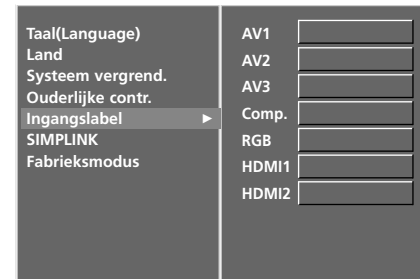 Taal(Language)
Land
Systeem vergrend.
Ouderlijke contr.
Ingangslabel ►
SIMPLINK
Fabrieksmodus
AV1
AV2
AV3
Comp.
RGB
HDMI1
HDMI2